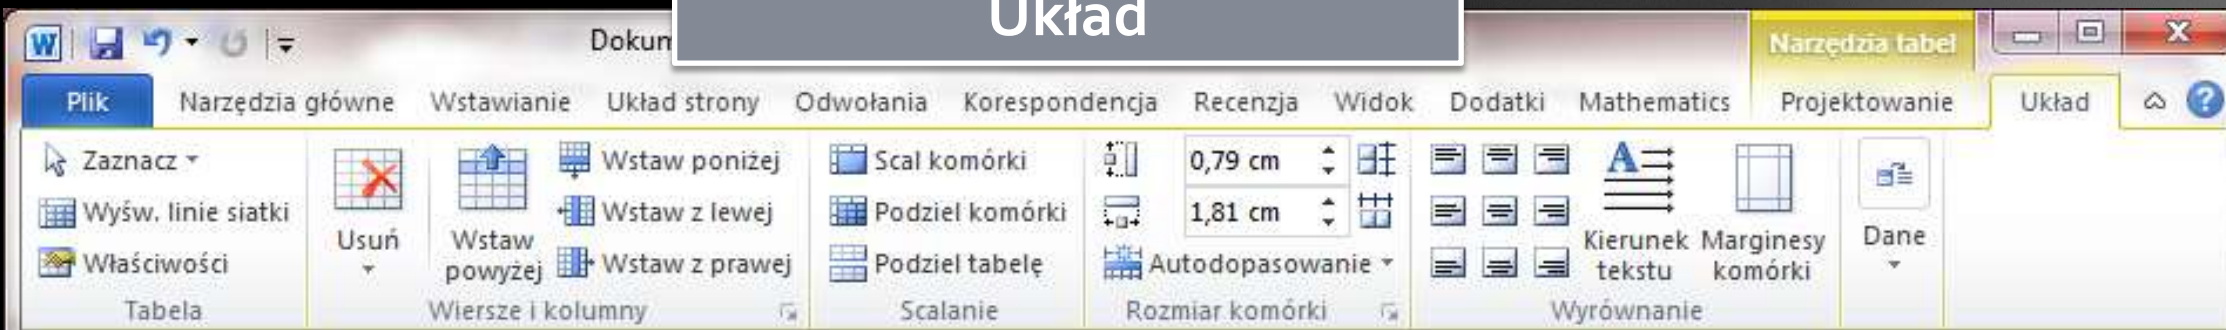 Układ
W
Dokum
Narzędzia tabel
Plik Narzędzia główne Wstawianie Układ strony Odwołania Korespondencja Recenzja Widok Dodatki Mathematics Projektowanie Układ ?
Zaznacz
Wyśw. linie siatki
Właściwości
Tabela
Usuń
Wstaw
powyżej
Wstaw poniżej
Wstaw z lewej
Wstaw z prawej
Wiersze i kolumny
Scal komórki
Podziel komórki
Podziel tabelę
Scalanie
0,79 cm
1,81 cm
Autodopasowanie
Rozmiar komórki
A
Kierunek
tekstu
Marginesy
komórki
Wyrównanie
Dane